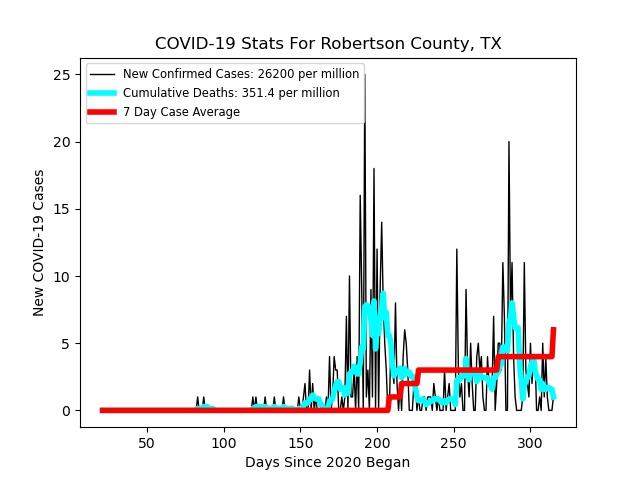 COVID-19 Stats For Robertson County, TX
New Confirmed Cases: 26200 per million
Cumulative Deaths: 351.4 per million
7 Day Case Average
New COVID-19 Cases
25
20
15
10
5
0
50 100 150 200 250 300
Days Since 2020 Began